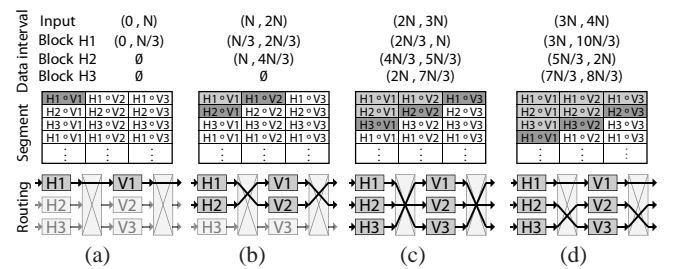 Data interval
Input (0 , N) (N , 2N) (2N , 3N) (3N , 4N)
Block H1 (0 , N/3) (N/3 , 2N/3) (2N/3 , N) (3N , 10N/3)
Block H2 ø (N , 4N/3) (4N/3 , 5N/3) (5N/3 , 2N)
Block H3 ø ø (2N , 7N/3) (7N/3 , 8N/3)
Segment
H1∘V1 H1∘V2 H1∘V3 H1∘V1 H1∘V2 H1∘V3 H1∘V1 H1∘V2 H1∘V3 H1∘V1 H1∘V2 H1∘V3
H2∘V1 H2∘V2 H2∘V3 H2∘V1 H2∘V2 H2∘V3 H2∘V1 H2∘V2 H2∘V3 H2∘V1 H2∘V2 H2∘V3
H3∘V1 H3∘V2 H3∘V3 H3∘V1 H3∘V2 H3∘V3 H3∘V1 H3∘V2 H3∘V3 H3∘V1 H3∘V2 H3∘V3
H1∘V1 H1∘V2 H1∘V3 H1∘V1 H1∘V2 H1∘V3 H1∘V1 H1∘V2 H1∘V3 H1∘V1 H1∘V2 H1∘V3
⋮ ⋮ ⋮ ⋮ ⋮ ⋮ ⋮ ⋮ ⋮ ⋮ ⋮ ⋮
Routing
H1 V1 H1 V1 H1 V1 H1 V1
H2 V2 H2 V2 H2 V2 H2 V2
H3 V3 H3 V3 H3 V3 H3 V3
(a) (b) (c) (d)